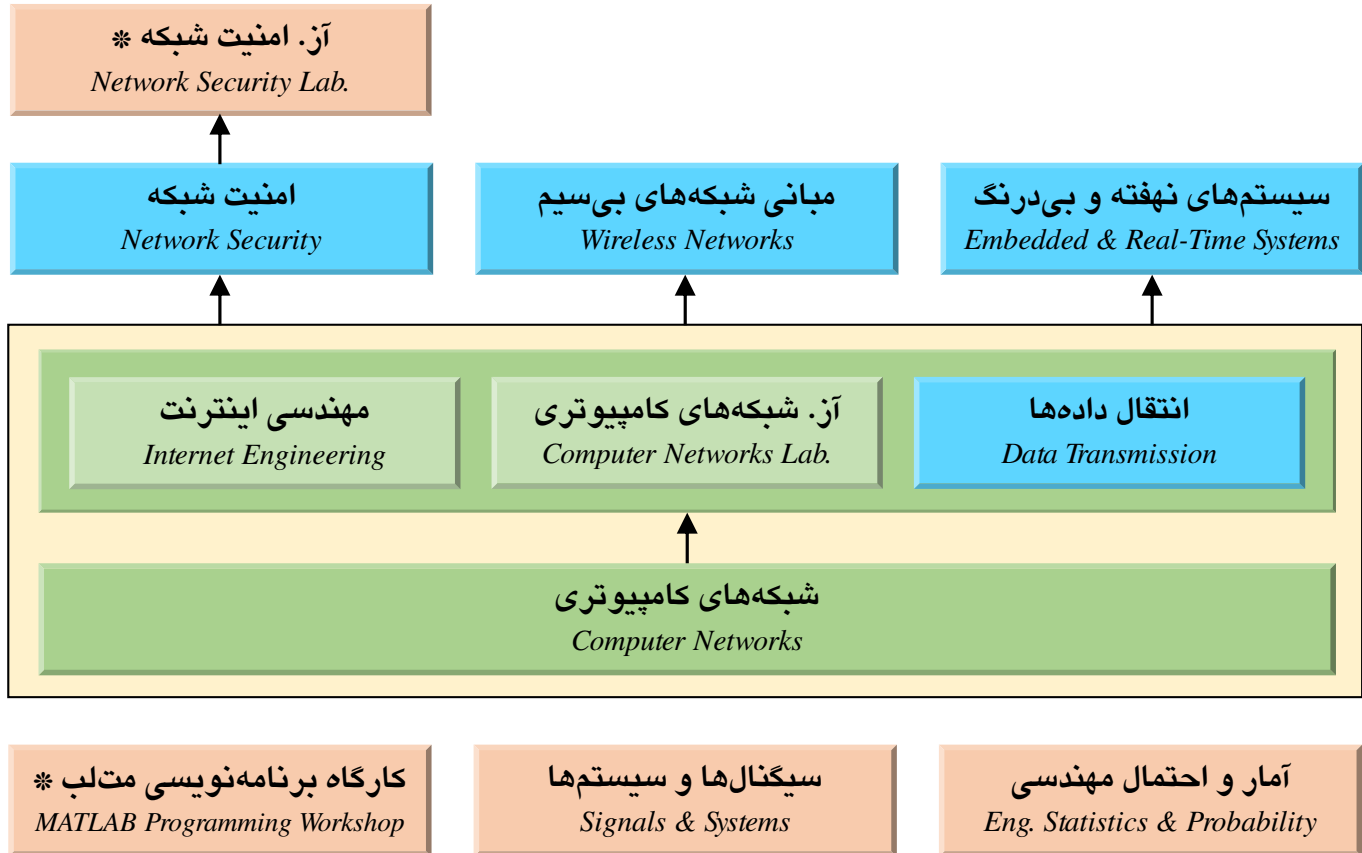 آز. امنیت شبکه *
Network Security Lab.
امنیت شبکه
Network Security
مبانی شبکه‌های بی‌سیم
Wireless Networks
سیستم‌های نهفته و بی‌درنگ
Embedded & Real-Time Systems
مهندسی اینترنت
Internet Engineering
آز. شبکه‌های کامپیوتری
Computer Networks Lab.
انتقال داده‌ها
Data Transmission
شبکه‌های کامپیوتری
Computer Networks
کارگاه برنامه‌نویسی مت‌لب *
MATLAB Programming Workshop
سیگنال‌ها و سیستم‌ها
Signals & Systems
آمار و احتمال مهندسی
Eng. Statistics & Probability